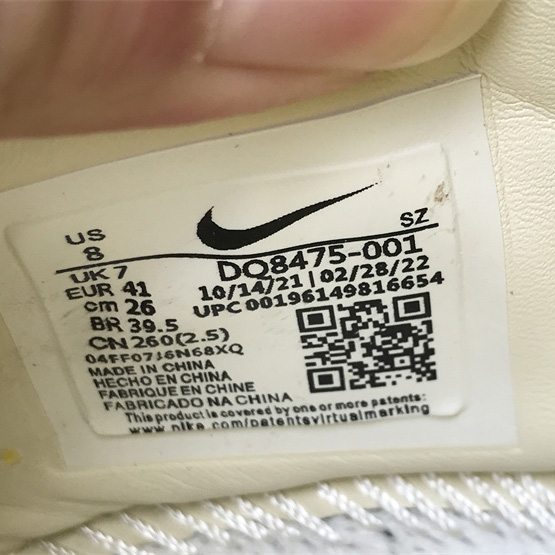 US
8
SZ
UK 7
EUR 41
cm 26
BR 39.5
CN 260(2.5)
DQ8475-001
10/14/21 | 02/28/22
UPC 00196149816654
04FF0716N68XQ
MADE IN CHINA
HECHO EN CHINA
FABRIQUE EN CHINE
FABRICADO NA CHINA
This product is covered by one or more patents:
www.nike.com/patentsvirtualmarking